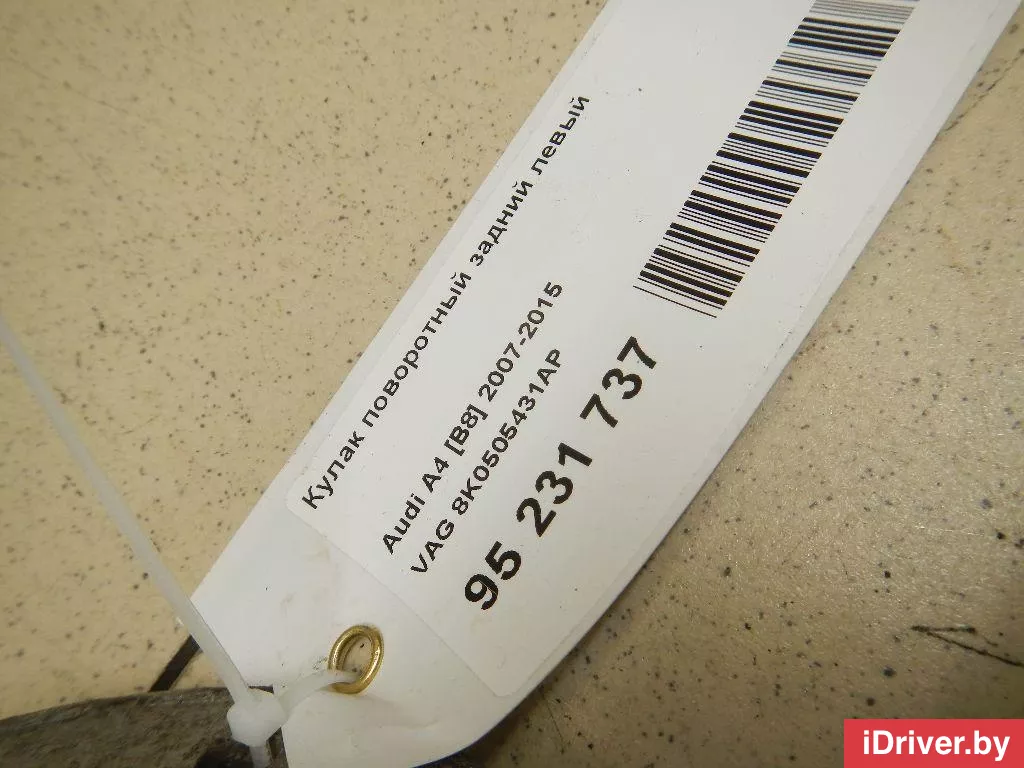 Кулак поворотный задний левый
Audi A4 [B8] 2007-2015
VAG 8K0505431AP
95 231 737
iDriver.by